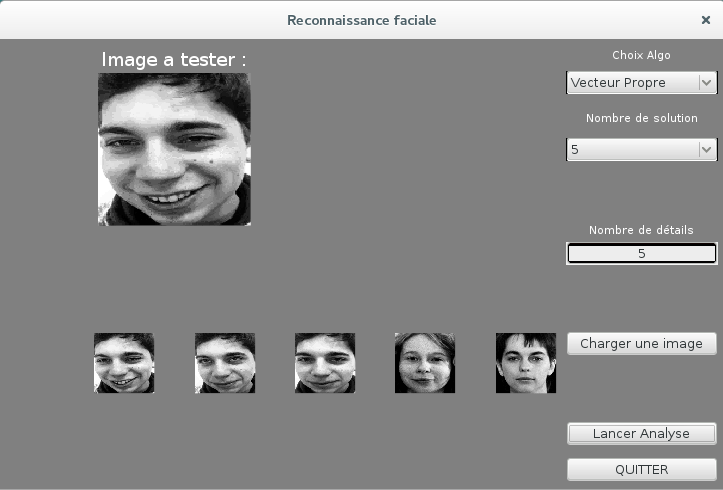 Reconnaissance faciale
Image a tester :
Choix Algo
Vecteur Propre
Nombre de solution
5
Nombre de détails
5
Charger une image
Lancer Analyse
QUITTER